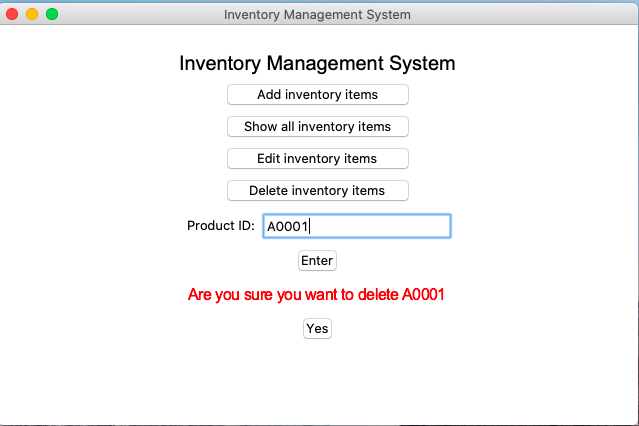 Inventory Management System
Inventory Management System
Add inventory items
Show all inventory items
Edit inventory items
Delete inventory items
Product ID: A0001
Enter
Are you sure you want to delete A0001
Yes